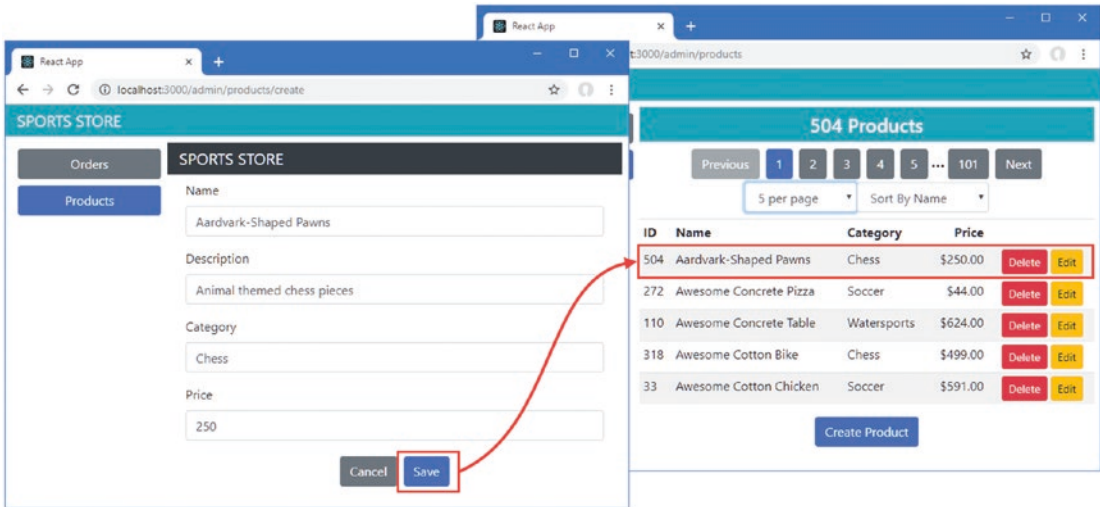 React App
localhost:3000/admin/products/create
SPORTS STORE
Orders
Products
SPORTS STORE
Name
Aardvark-Shaped Pawns
Description
Animal themed chess pieces
Category
Chess
Price
250
Cancel Save
React App
t:3000/admin/products
504 Products
Previous 1 2 3 4 5 ... 101 Next
5 per page Sort By Name
ID Name Category Price
504 Aardvark-Shaped Pawns Chess $250.00 Delete Edit
272 Awesome Concrete Pizza Soccer $44.00 Delete Edit
110 Awesome Concrete Table Watersports $624.00 Delete Edit
318 Awesome Cotton Bike Chess $499.00 Delete Edit
33 Awesome Cotton Chicken Soccer $591.00 Delete Edit
Create Product